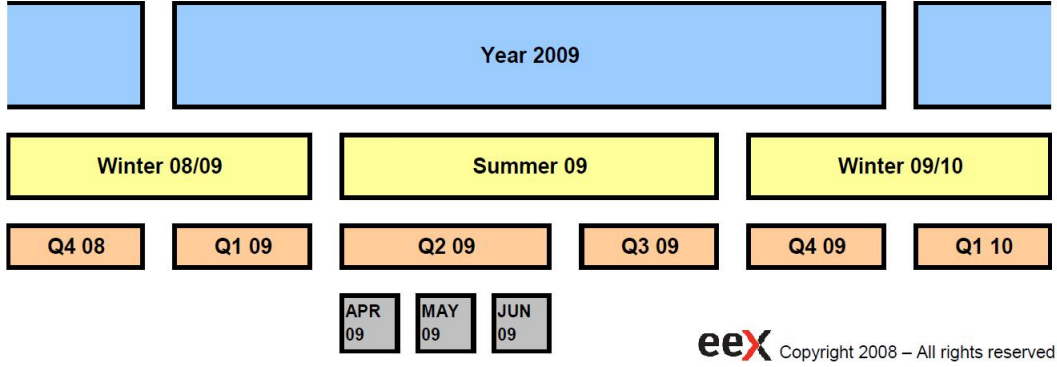 Year 2009
Winter 08/09
Summer 09
Winter 09/10
Q4 08
Q1 09
Q2 09
Q3 09
Q4 09
Q1 10
APR
09
MAY
09
JUN
09
eex Copyright 2008 – All rights reserved